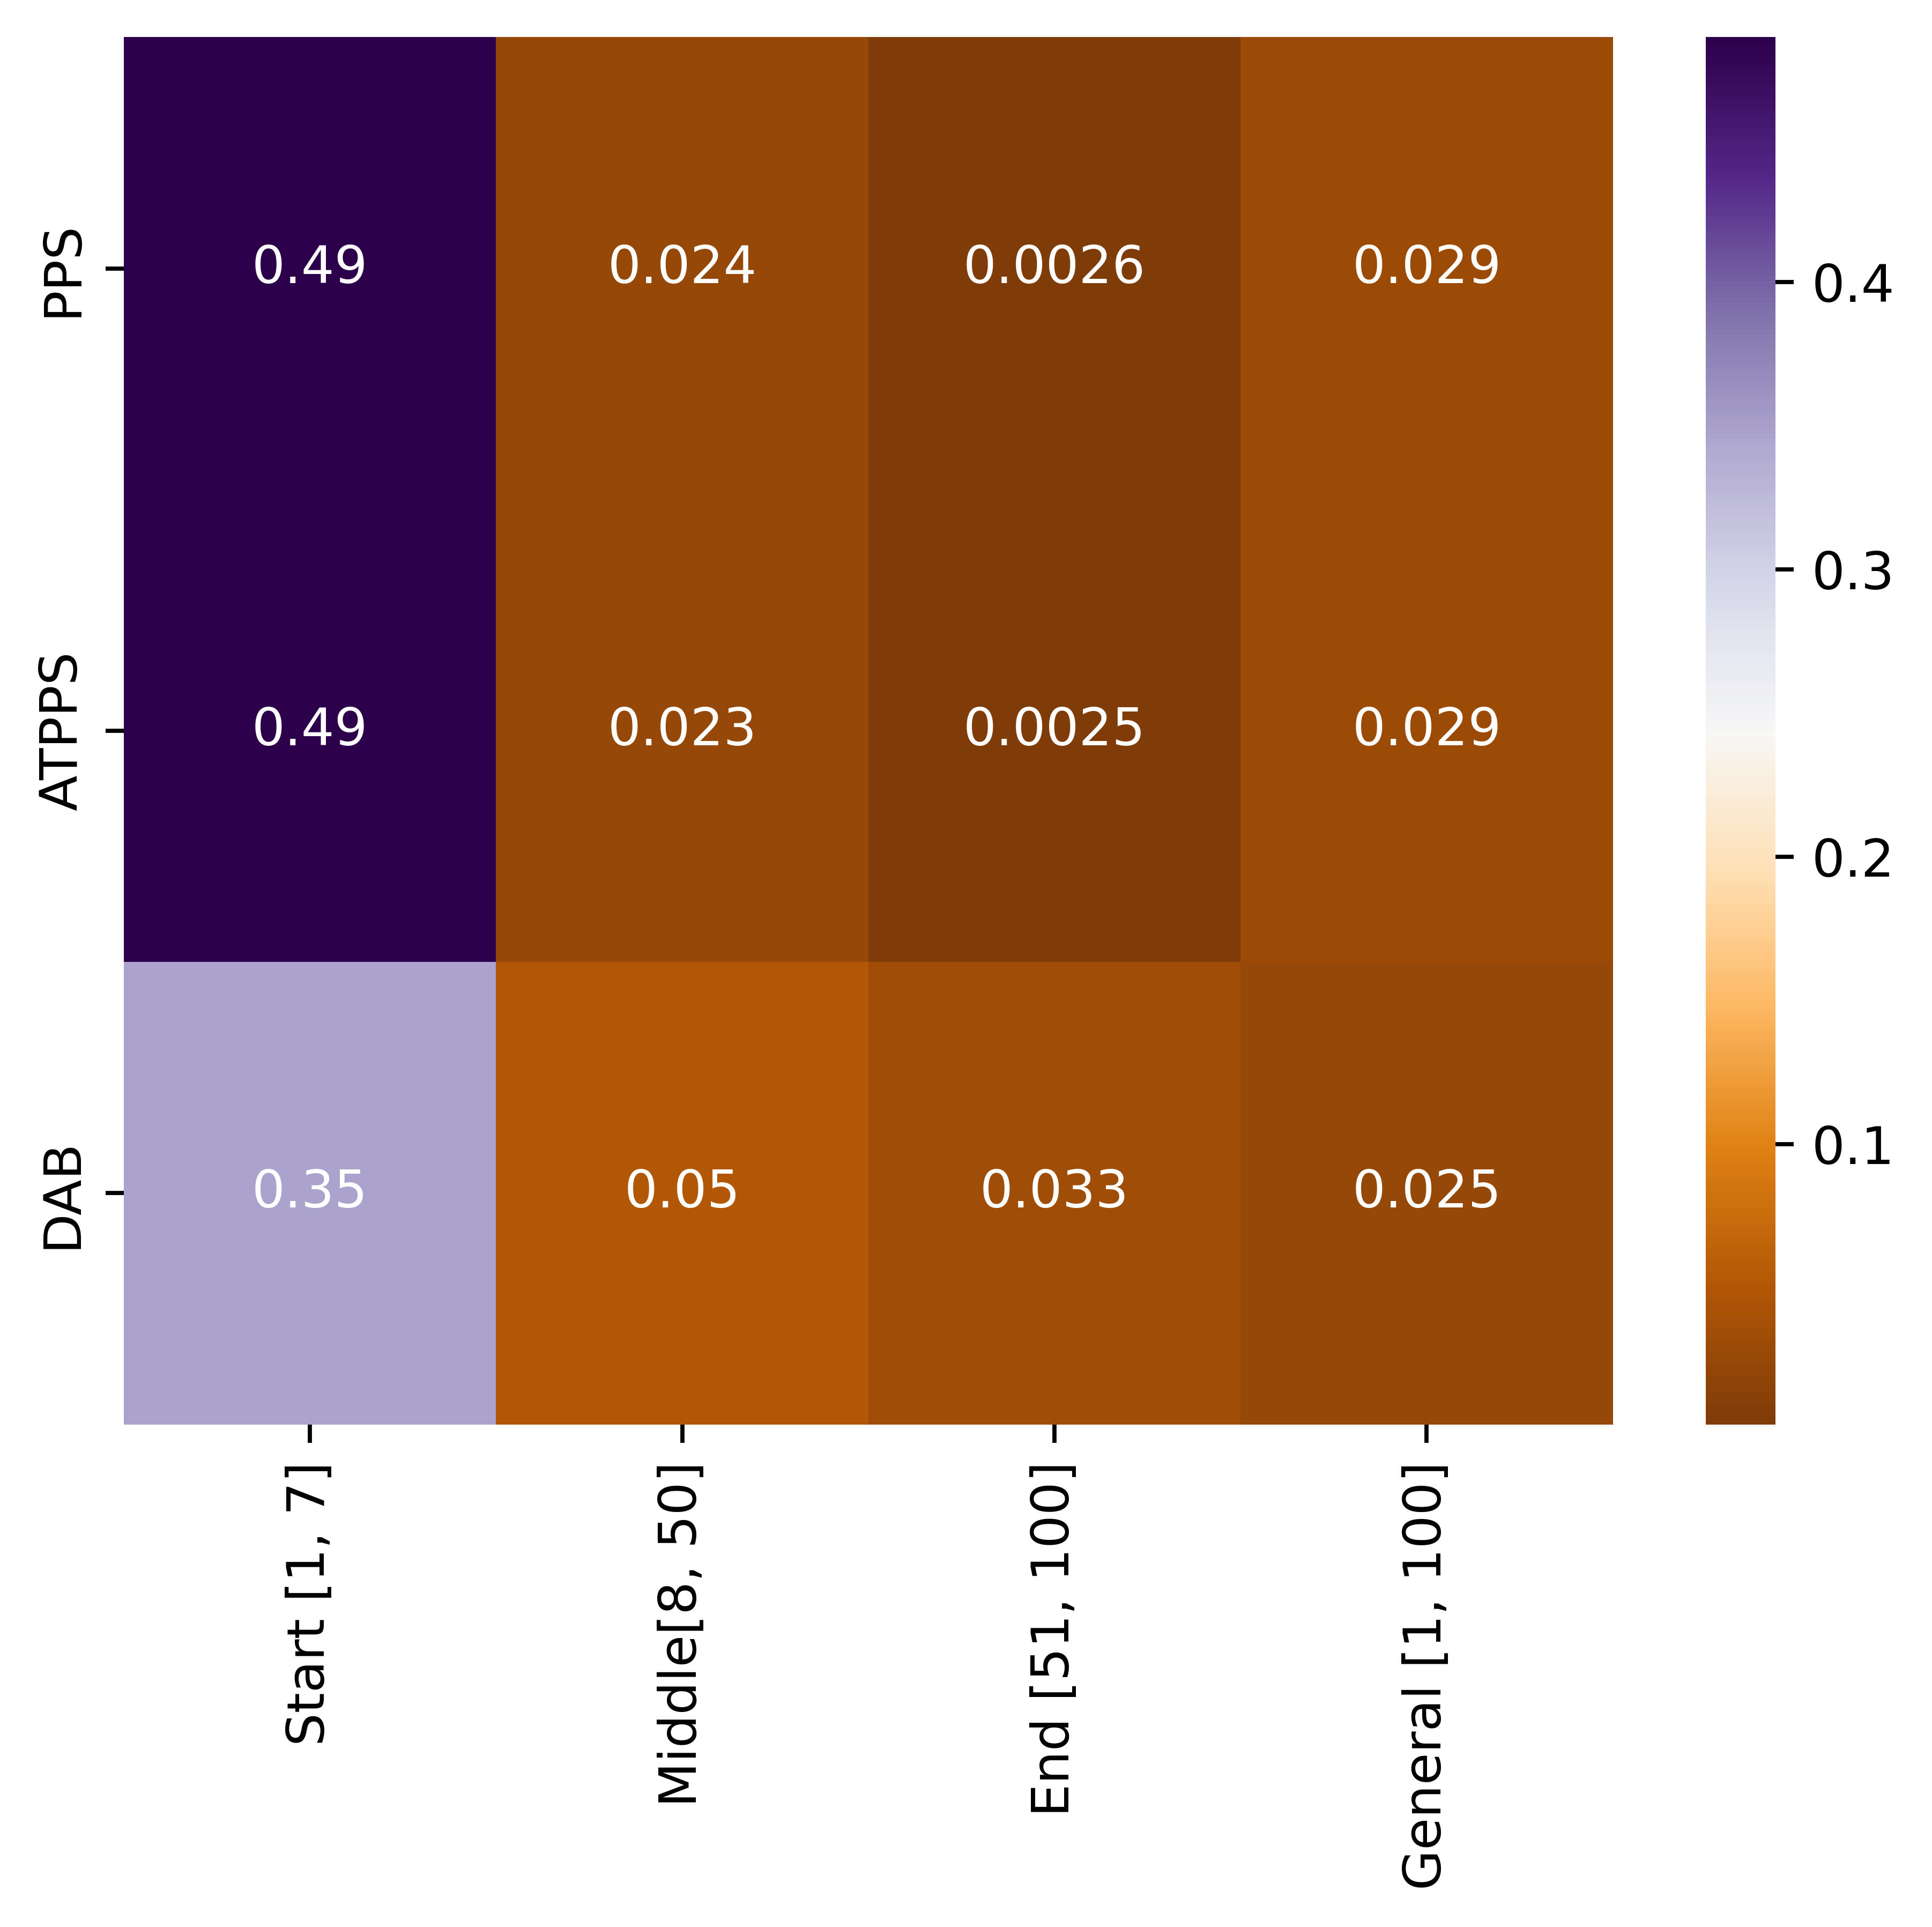 PPS
0.49 0.024 0.0026 0.029
ATPPS
0.49 0.023 0.0025 0.029
DAB
0.35 0.05 0.033 0.025
Start [1, 7]
Middle[8, 50]
End [51, 100]
General [1, 100]
0.4
0.3
0.2
0.1